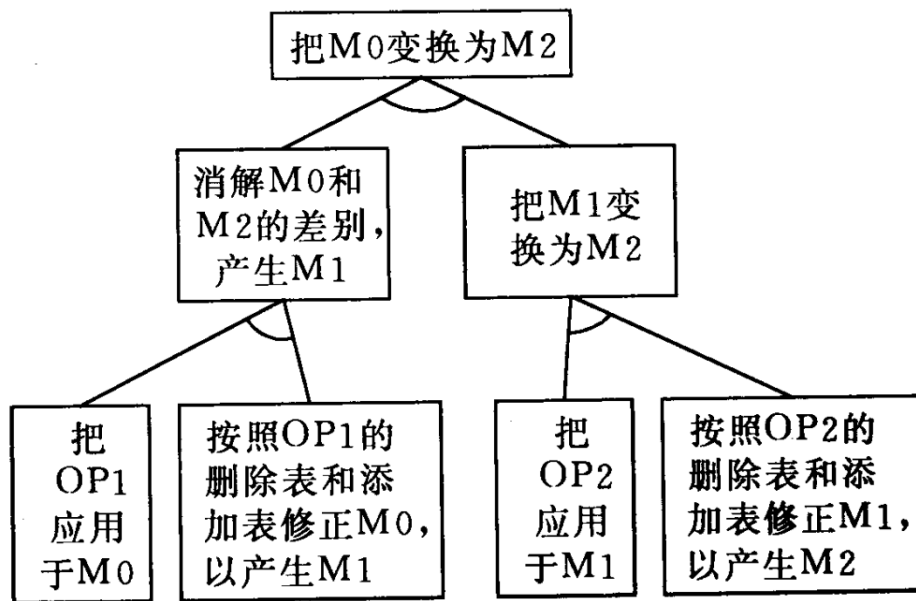 把M0变换为M2
消解M0和
M2的差别，
产生M1
把M1变
换为M2
把
OP1
应用
于M0
按照OP1的
删除表和添
加表修正M0，
以产生M1
把
OP2
应用
于M1
按照OP2的
删除表和添
加表修正M1，
以产生M2